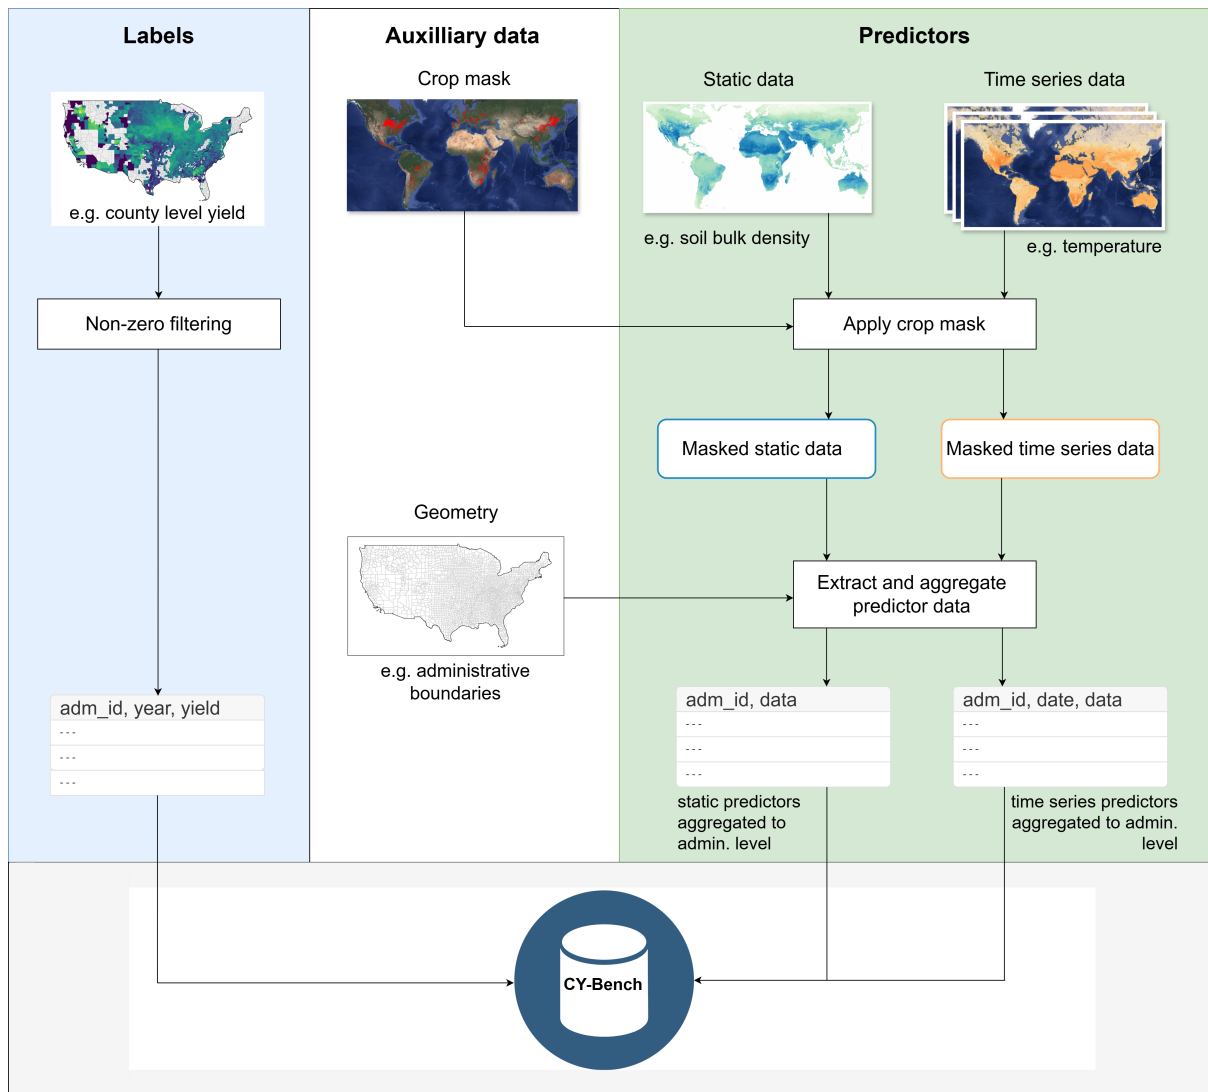 Labels
Auxilliary data
Predictors
Crop mask
Static data
Time series data
e.g. county level yield
e.g. soil bulk density
e.g. temperature
Non-zero filtering
Apply crop mask
Masked static data
Masked time series data
Geometry
Extract and aggregate
predictor data
e.g. administrative
boundaries
adm_id, year, yield
---
---
---
adm_id, data
---
---
---
adm_id, date, data
---
---
---
static predictors
aggregated to
admin. level
time series predictors
aggregated to admin.
level
CY-Bench